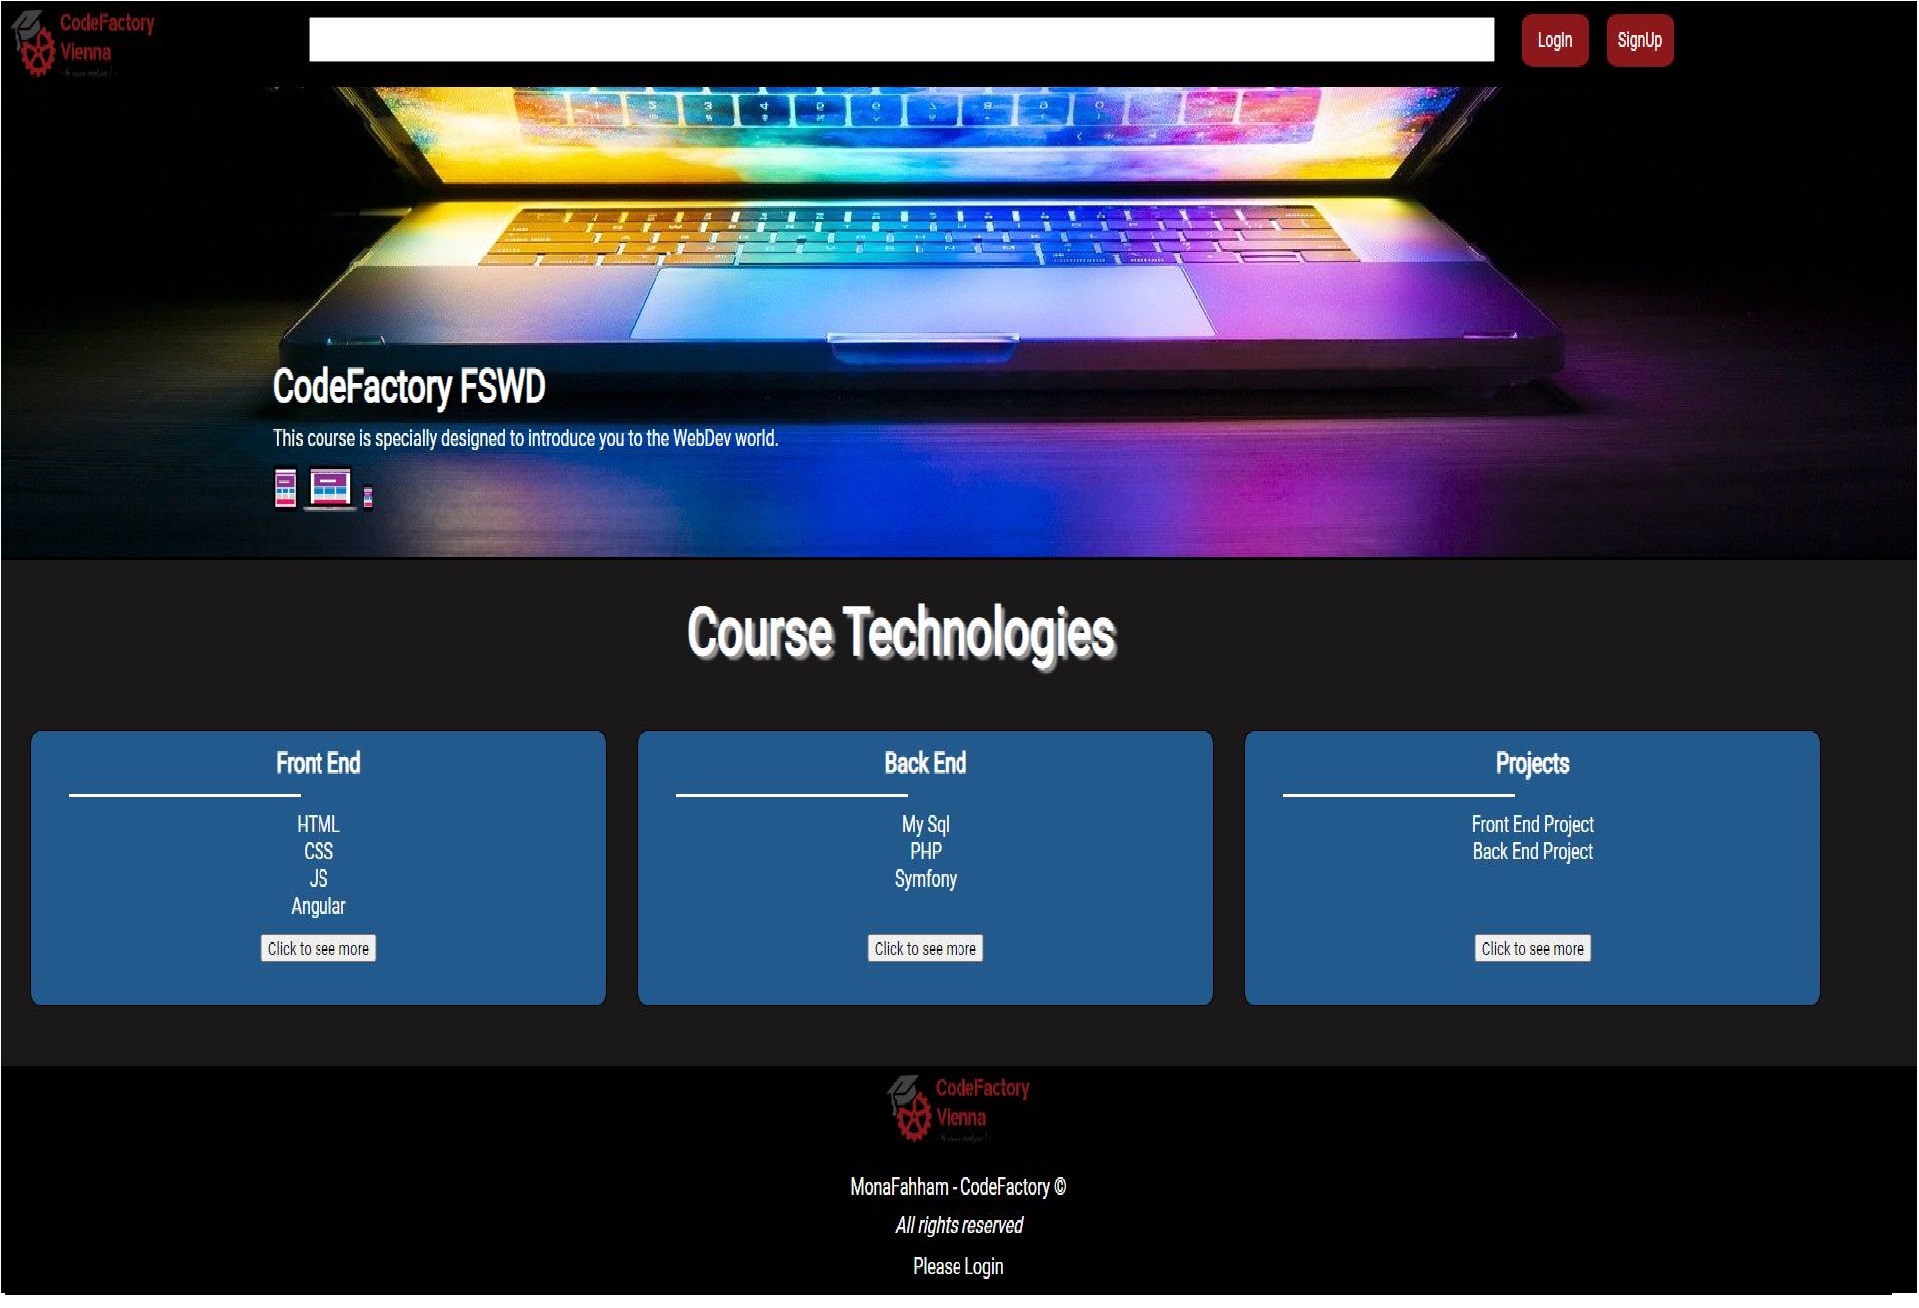 CodeFactory
Vienna
LogIn
SignUp
CodeFactory FSWD
This course is specially designed to introduce you to the WebDev world.
Course Technologies
Front End
HTML
CSS
JS
Angular
Click to see more
Back End
My Sql
PHP
Symfony
Click to see more
Projects
Front End Project
Back End Project
Click to see more
CodeFactory
Vienna
MonaFahham - CodeFactory ©
All rights reserved
Please Login